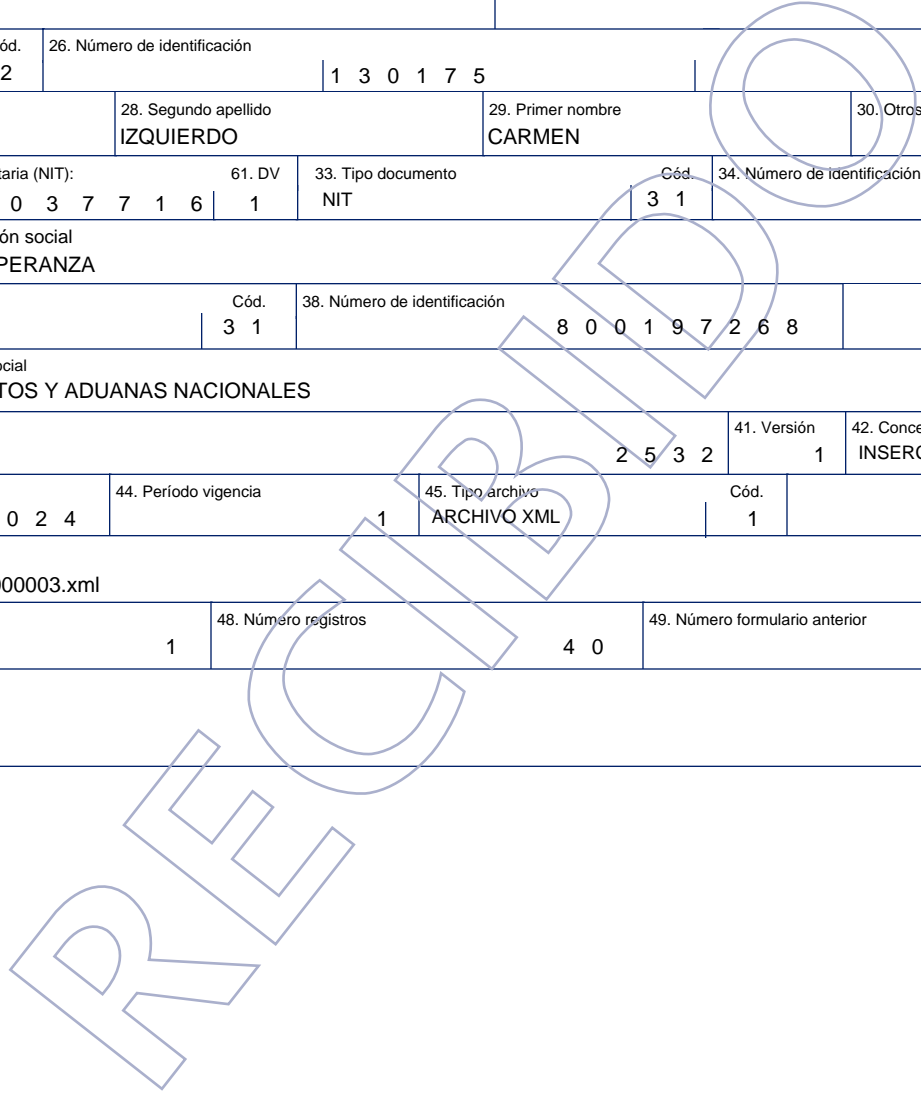 ód. 26. Número de identificación
2 1 3 0 1 7 5
28. Segundo apellido 29. Primer nombre 30. Otros
IZQUIERDO CARMEN
taria (NIT): 61. DV 33. Tipo documento Cód. 34. Número de identificación
0 3 7 7 1 6 1 NIT 3 1
ón social
PERANZA
Cód. 38. Número de identificación
3 1 8 0 0 1 9 7 2 6 8
ocial
TOS Y ADUANAS NACIONALES
41. Versión 42. Conce
2 5 3 2 1 INSERC
44. Período vigencia 45. Tipo archivo Cód.
0 2 4 1 ARCHIVO XML 1
000003.xml
48. Número registros 49. Número formulario anterior
1 4 0
RECIBIDO